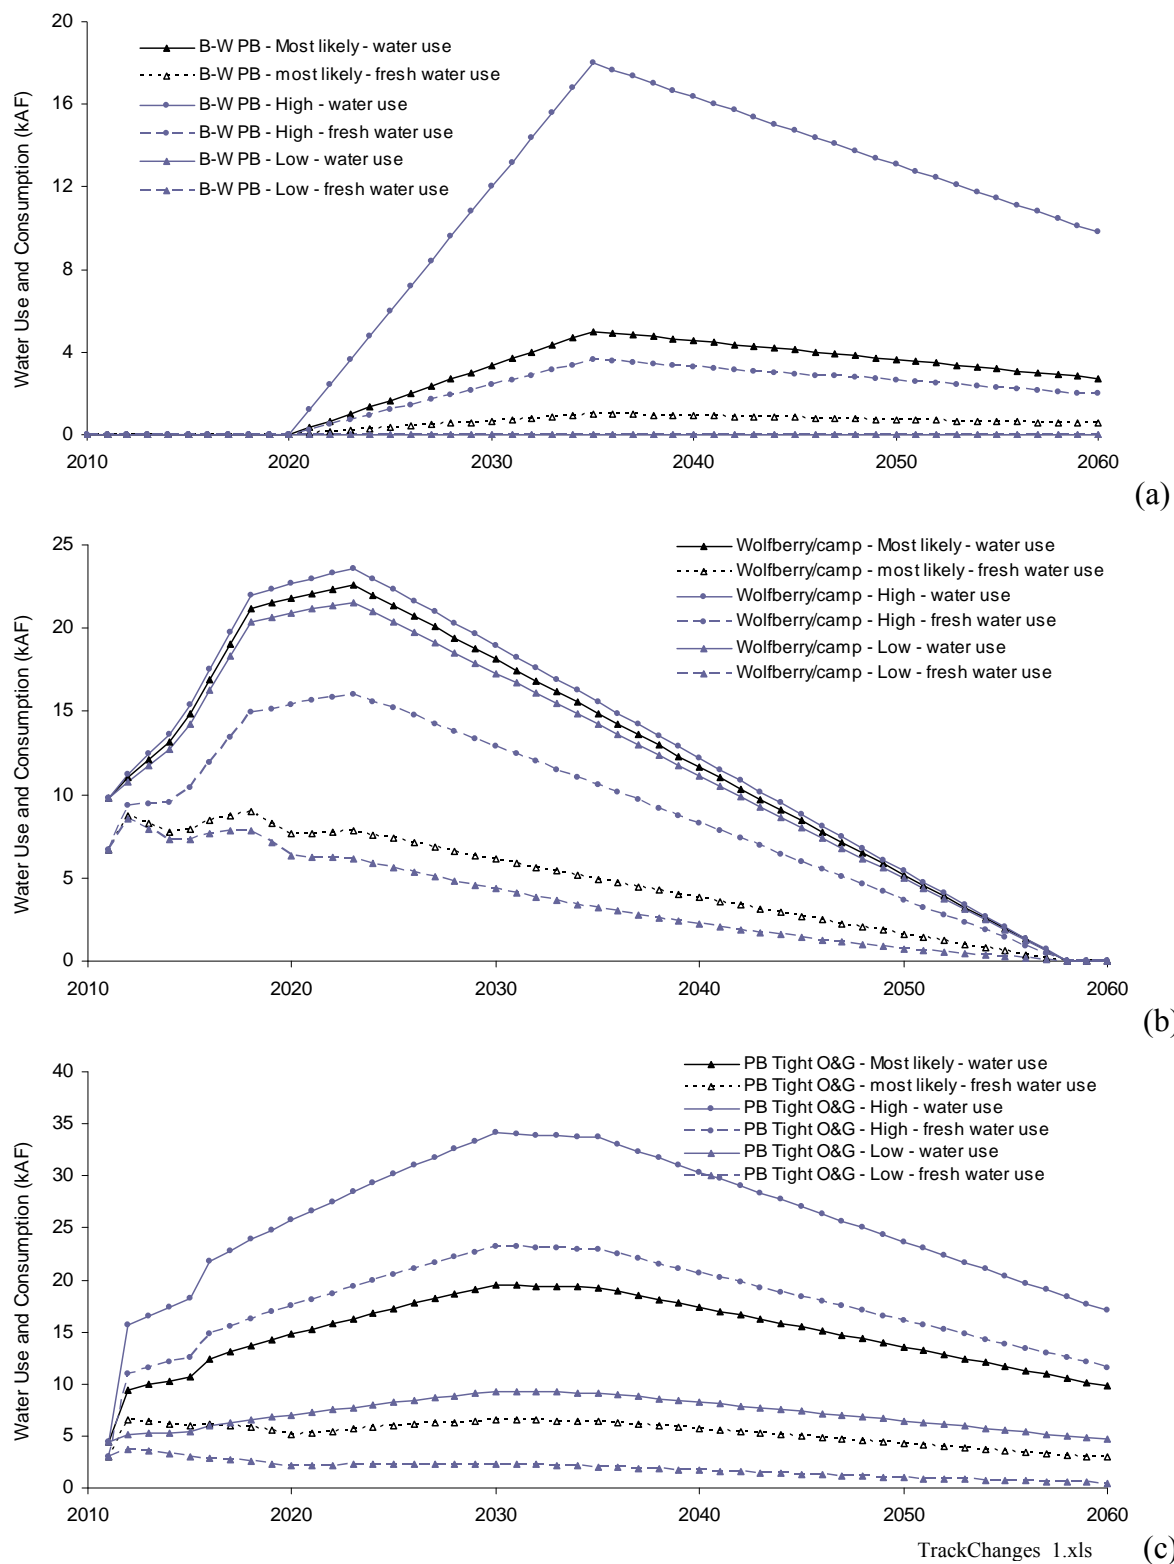 20
16
12
8
4
0
Water Use and Consumption (kAF)
B-W PB - Most likely - water use
B-W PB - most likely - fresh water use
B-W PB - High - water use
B-W PB - High - fresh water use
B-W PB - Low - water use
B-W PB - Low - fresh water use
2010 2020 2030 2040 2050 2060
(a)
25
20
15
10
5
0
Water Use and Consumption (kAF)
Wolfberry/camp - Most likely - water use
Wolfberry/camp - most likely - fresh water use
Wolfberry/camp - High - water use
Wolfberry/camp - High - fresh water use
Wolfberry/camp - Low - water use
Wolfberry/camp - Low - fresh water use
2010 2020 2030 2040 2050 2060
(b)
40
35
30
25
20
15
10
5
0
Water Use and Consumption (kAF)
PB Tight O&G - Most likely - water use
PB Tight O&G - most likely - fresh water use
PB Tight O&G - High - water use
PB Tight O&G - High - fresh water use
PB Tight O&G - Low - water use
PB Tight O&G - Low - fresh water use
2010 2020 2030 2040 2050 2060
(c)
TrackChanges_1.xls